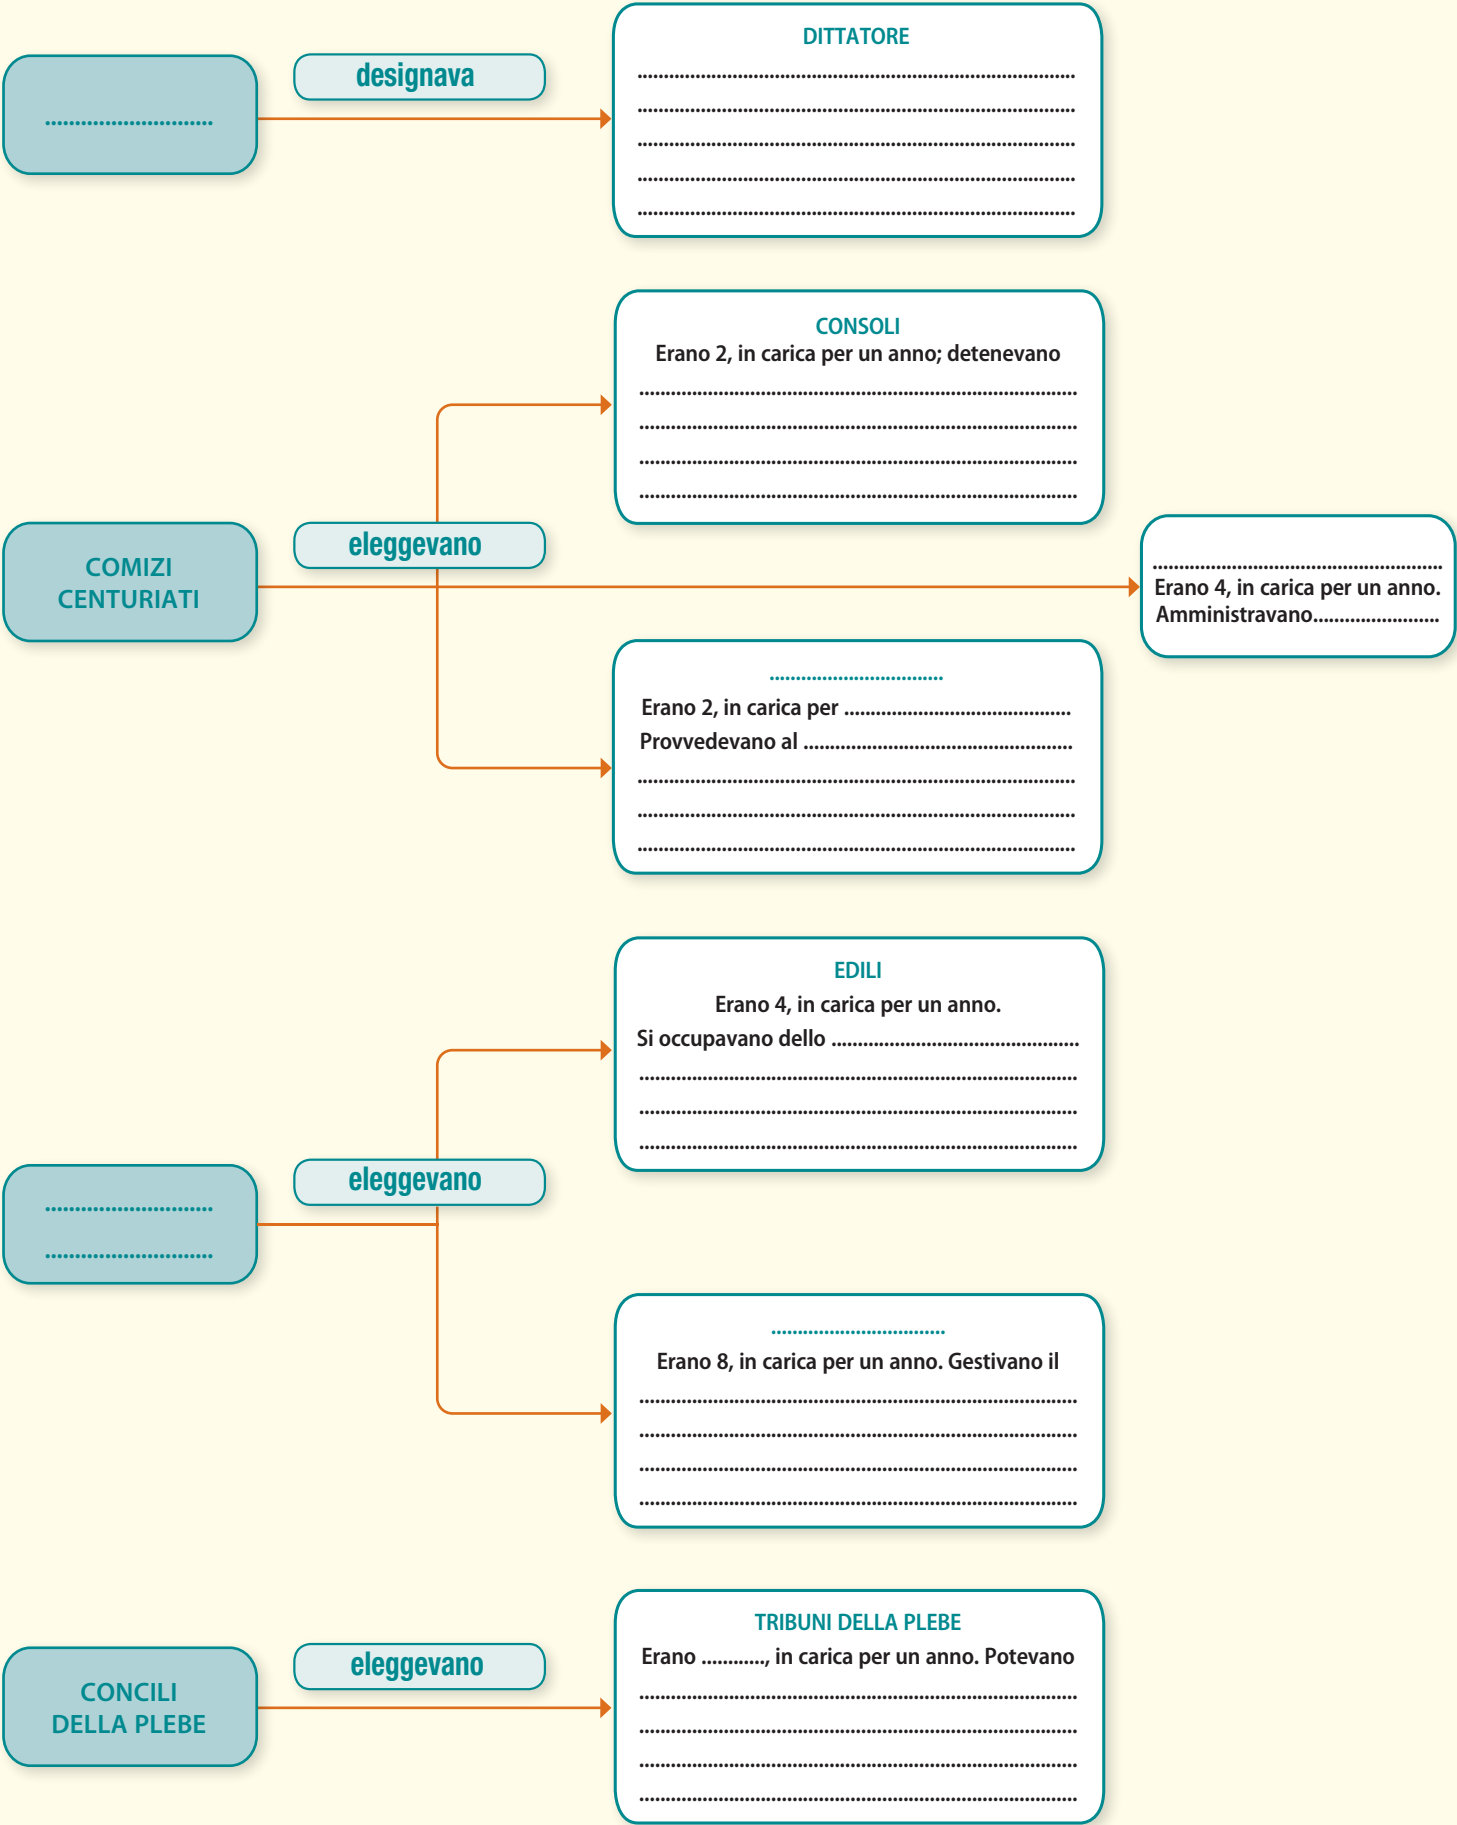 designava
DITTATORE
...........................
....................................................................................
....................................................................................
....................................................................................
....................................................................................
....................................................................................
CONSOLI
Erano 2, in carica per un anno; detenevano
....................................................................................
....................................................................................
....................................................................................
....................................................................................
COMIZI
CENTURIATI
eleggevano
.......................................................
Erano 4, in carica per un anno.
Amministravano........................
.................................
Erano 2, in carica per ...........................................
Provvedevano al ...................................................
....................................................................................
....................................................................................
....................................................................................
EDILI
Erano 4, in carica per un anno.
Si occupavano dello ...............................................
....................................................................................
....................................................................................
....................................................................................
eleggevano
...........................
...........................
.................................
Erano 8, in carica per un anno. Gestivano il
....................................................................................
....................................................................................
....................................................................................
....................................................................................
CONCILI
DELLA PLEBE
eleggevano
TRIBUNI DELLA PLEBE
Erano ............, in carica per un anno. Potevano
....................................................................................
....................................................................................
....................................................................................
....................................................................................